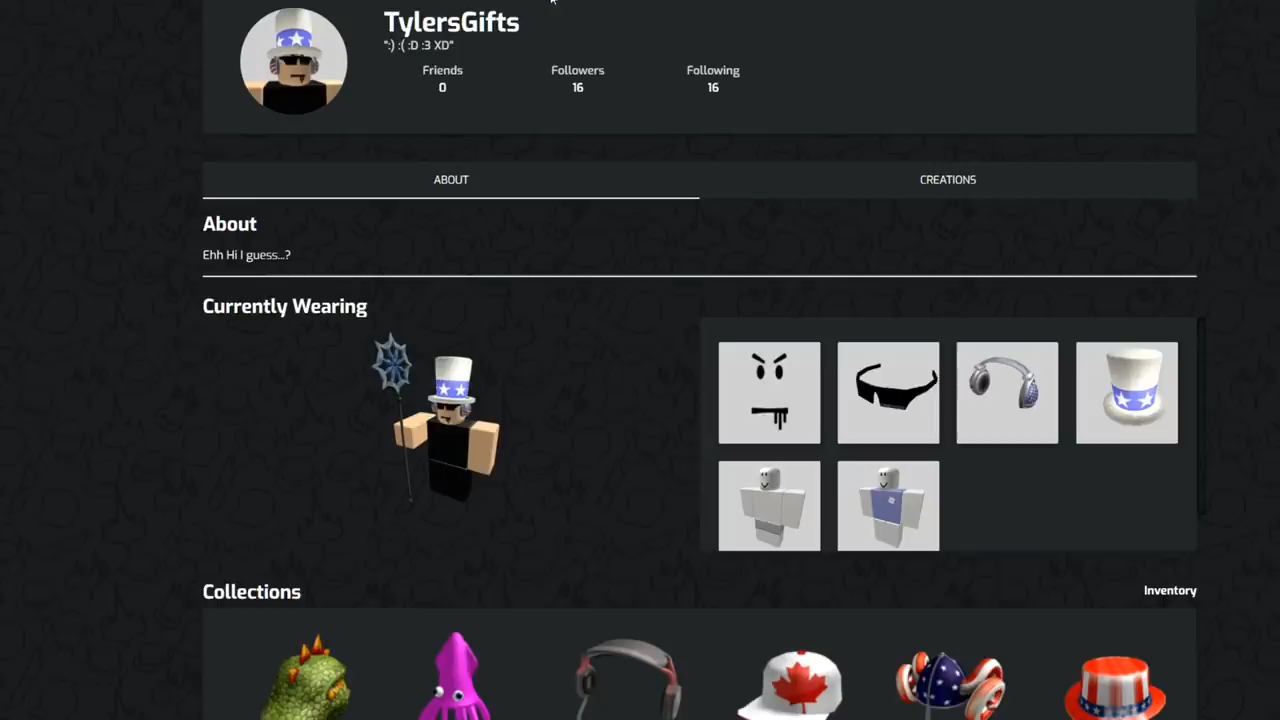 TylersGifts
":) :( :D :3 XD"
Friends Followers Following
0 16 16
ABOUT CREATIONS
About
Ehh Hi I guess...?
Currently Wearing
Collections Inventory